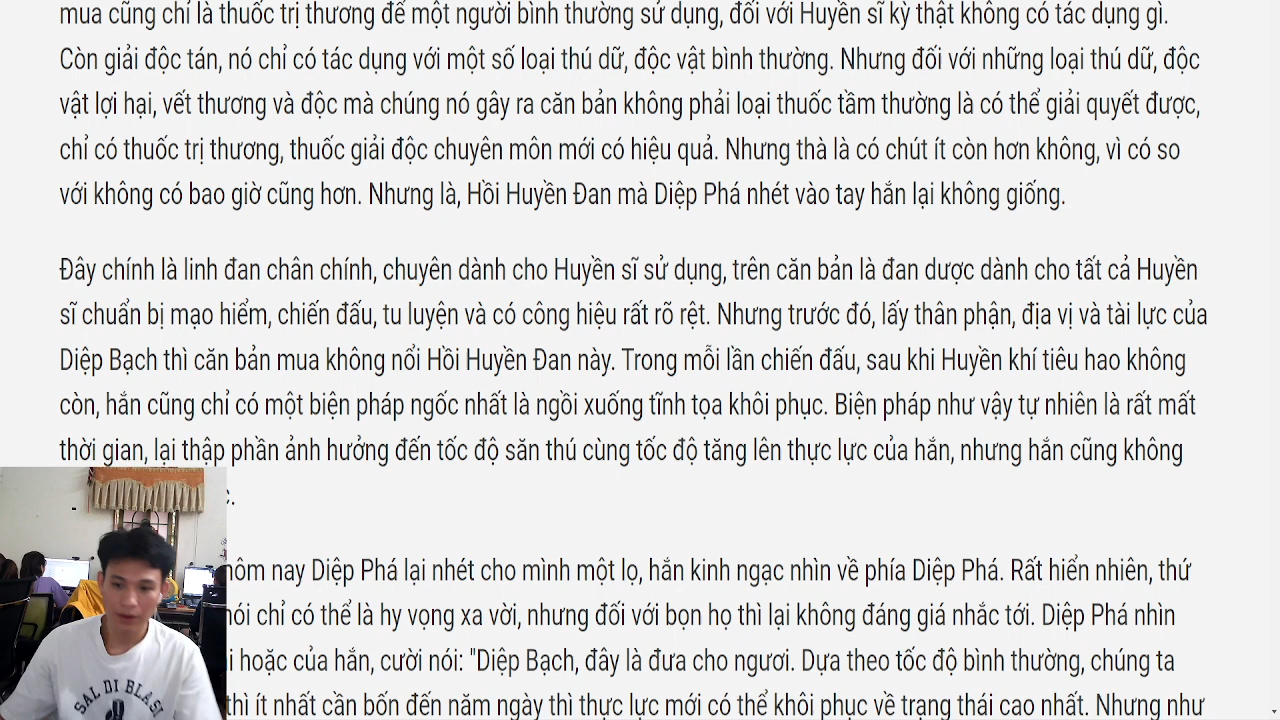 mua cũng chỉ là thuốc trị thương để một người bình thường sử dụng, đối với Huyền sĩ kỳ thật không có tác dụng gì.
Còn giải độc tán, nó chỉ có tác dụng với một số loại thú dữ, độc vật bình thường. Nhưng đối với những loại thú dữ, độc
vật lợi hại, vết thương và độc mà chúng nó gây ra căn bản không phải loại thuốc tầm thường là có thể giải quyết được,
chỉ có thuốc trị thương, thuốc giải độc chuyên môn mới có hiệu quả. Nhưng thà là có chút ít còn hơn không, vì có so
với không có bao giờ cũng hơn. Nhưng là, Hồi Huyền Đan mà Diệp Phá nhét vào tay hắn lại không giống.
Đây chính là linh đan chân chính, chuyên dành cho Huyền sĩ sử dụng, trên căn bản là đan dược dành cho tất cả Huyền
sĩ chuẩn bị mạo hiểm, chiến đấu, tu luyện và có công hiệu rất rõ rệt. Nhưng trước đó, lấy thân phận, địa vị và tài lực của
Diệp Bạch thì căn bản mua không nổi Hồi Huyền Đan này. Trong mỗi lần chiến đấu, sau khi Huyền khí tiêu hao không
còn, hắn cũng chỉ có một biện pháp ngốc nhất là ngồi xuống tĩnh tọa khôi phục. Biện pháp như vậy tự nhiên là rất mất
thời gian, lại thập phần ảnh hưởng đến tốc độ săn thú cùng tốc độ tăng lên thực lực của hắn, nhưng hắn cũng không
c.
hôm nay Diệp Phá lại nhét cho mình một lọ, hắn kinh ngạc nhìn về phía Diệp Phá. Rất hiển nhiên, thứ
nói chỉ có thể là hy vọng xa vời, nhưng đối với bọn họ thì lại không đáng giá nhắc tới. Diệp Phá nhìn
i hoặc của hắn, cười nói: "Diệp Bạch, đây là đưa cho ngươi. Dựa theo tốc độ bình thường, chúng ta
thì ít nhất cần bốn đến năm ngày thì thực lực mới có thể khôi phục về trạng thái cao nhất. Nhưng như
SAL DI BLASI